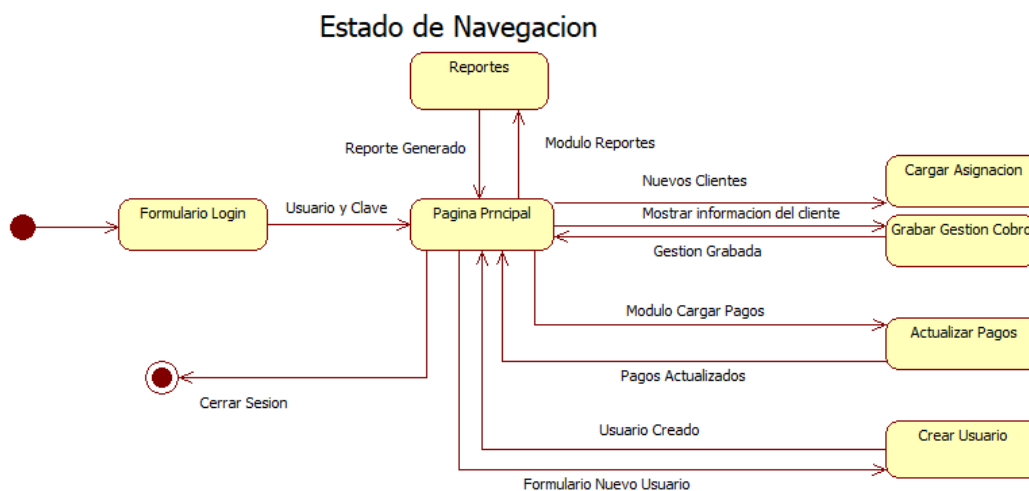 Estado de Navegacion
Reportes
Reporte Generado
Modulo Reportes
Nuevos Clientes
Cargar Asignacion
Formulario Login
Usuario y Clave
Pagina Prncipal
Mostrar informacion del cliente
Grabar Gestion Cobro
Gestion Grabada
Modulo Cargar Pagos
Actualizar Pagos
Pagos Actualizados
Cerrar Sesion
Usuario Creado
Crear Usuario
Formulario Nuevo Usuario